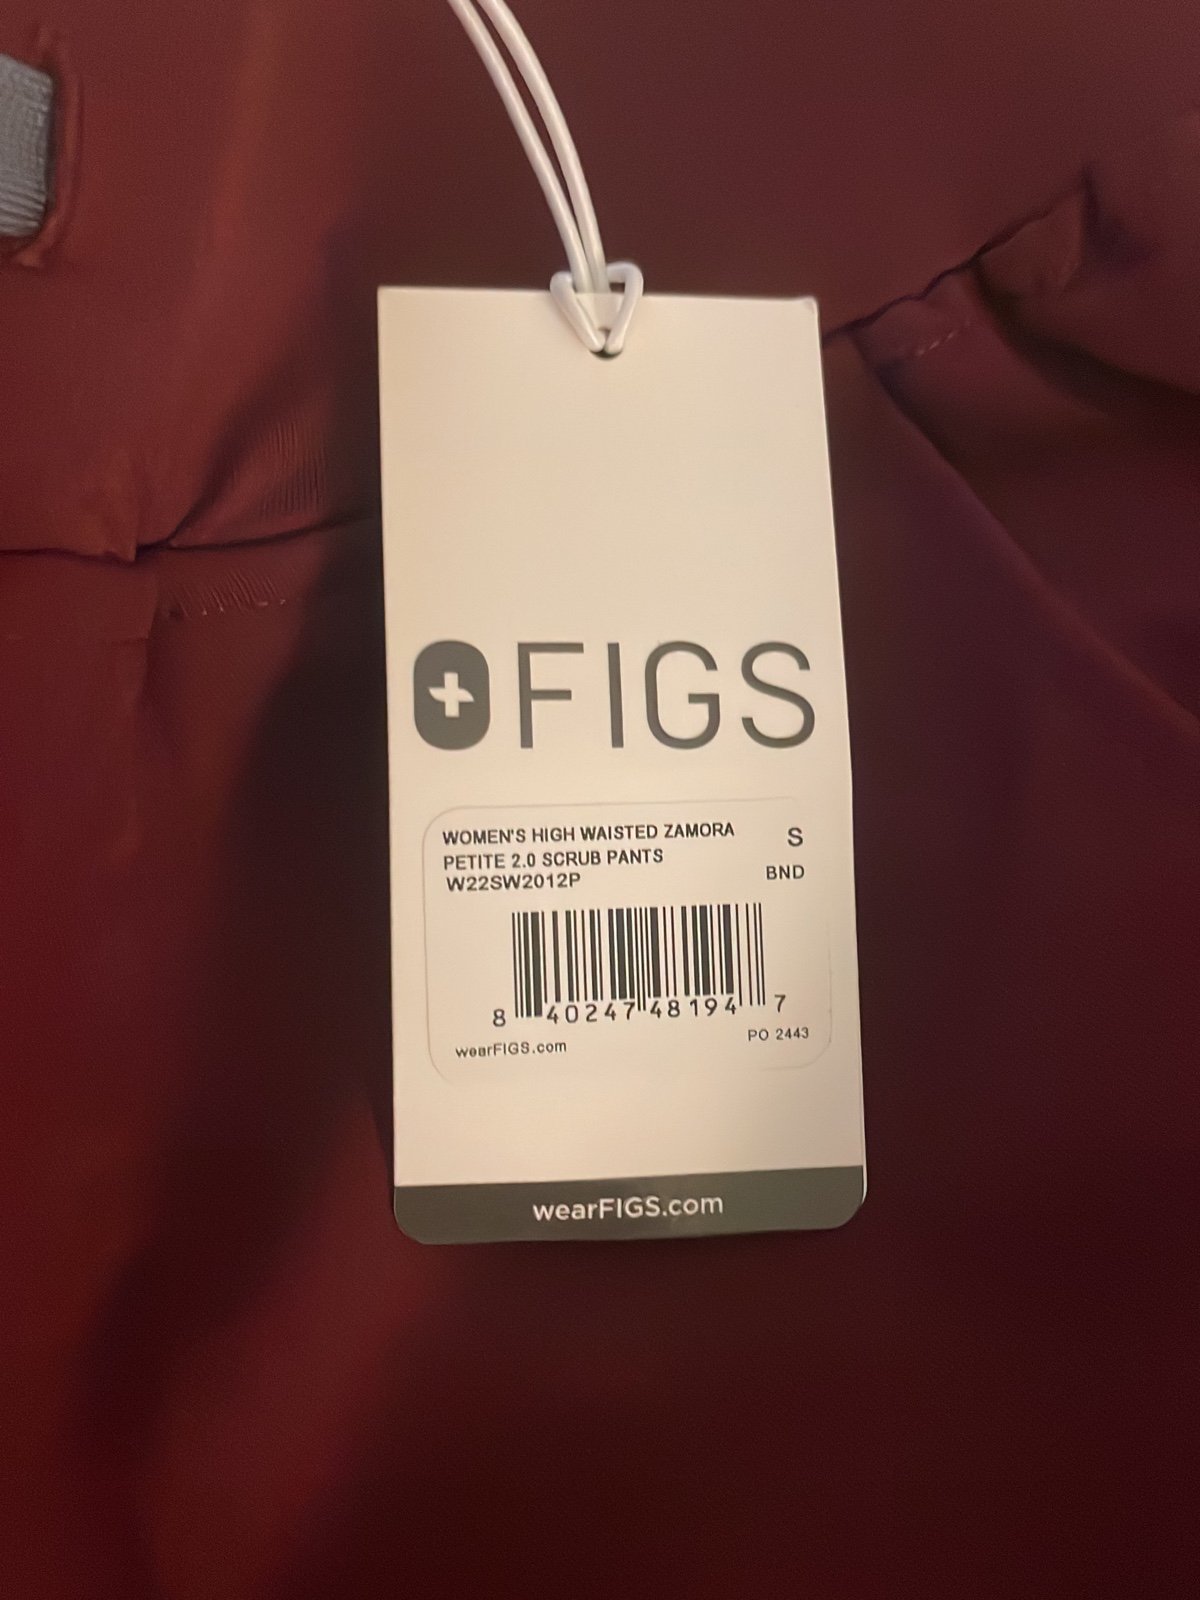 FIGS
WOMEN'S HIGH WAISTED ZAMORA S
PETITE 2.0 SCRUB PANTS
W22SW2012P BND
8 40247 48194 7
wearFIGS.com PO 2443
wearFIGS.com